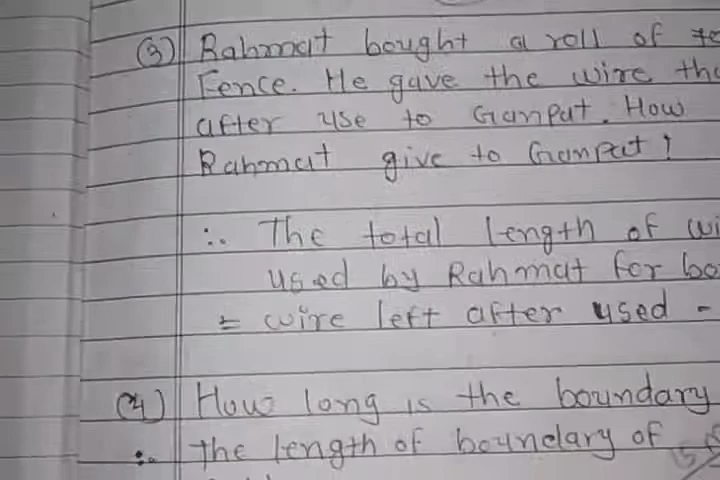 (3) Rahmat bought a roll of
Fence. He gave the wire
after use to Ganpat. How
Rahmat give to Ganpat?
∴ The total length of
used by Rahmat for
= wire left after used -
(4) How long is the boundary
∴ The length of boundary of